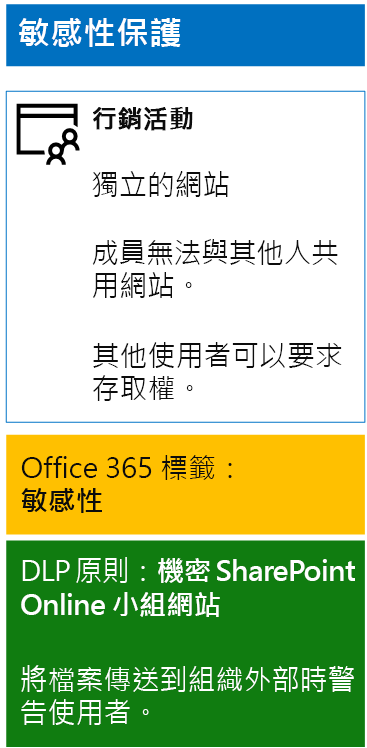 敏感性保護
行銷活動
獨立的網站
成員無法與其他人共
用網站。
其他使用者可以要求
存取權。
Office 365 標籤：
敏感性
DLP 原則：機密 SharePoint
Online 小組網站
將檔案傳送到組織外部時警
告使用者。